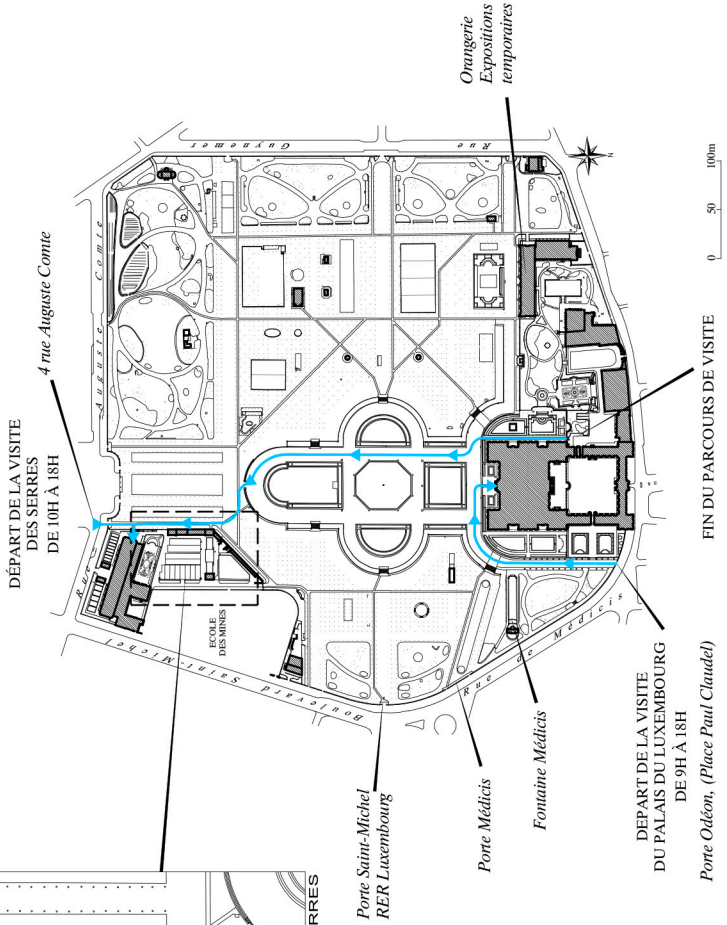 DÉPART DE LA VISITE
DES SERRES
DE 10H À 18H
4 rue Auguste Comte
Rue Auguste Comte
Rue Guynemer
Orangerie
Expositions
temporaires
ECOLE
DES MINES
Boulevard Saint-Michel
RRES
Porte Saint-Michel
RER Luxembourg
Porte Médicis
Rue de Médicis
Fontaine Médicis
DEPART DE LA VISITE
DU PALAIS DU LUXEMBOURG
DE 9H À 18H
Porte Odéon, (Place Paul Claudel)
FIN DU PARCOURS DE VISITE
N
0 50 100m